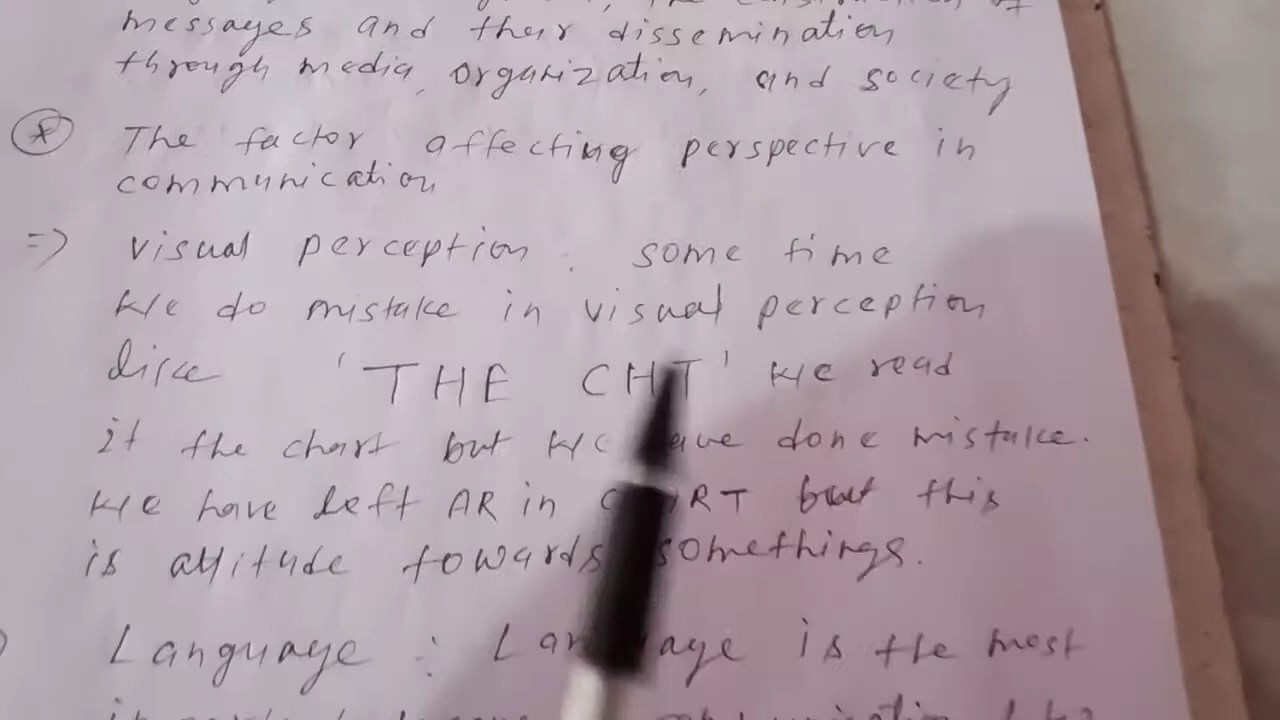 messages and their dissemination
through media, organization, and society
* The factor affecting perspective in
communication
=> visual perception : some time
we do mistake in visual perception
like 'THE CHT' we read
it the chart but we have done mistake.
we have left AR in CHART but this
is attitude towards somethings.
Language : Language is the most